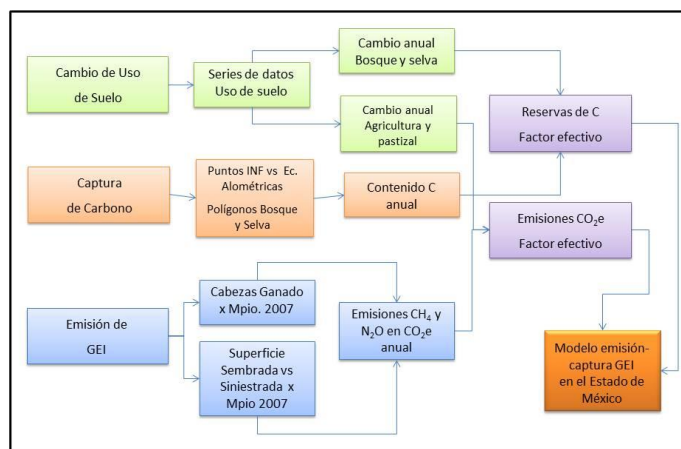 Cambio de Uso
de Suelo
Series de datos
Uso de suelo
Cambio anual
Bosque y selva
Cambio anual
Agricultura y
pastizal
Reservas de C
Factor efectivo
Captura
de Carbono
Puntos INF vs Ec.
Alométricas
Polígonos Bosque
y Selva
Contenido C
anual
Emisiones CO₂e
Factor efectivo
Emisión de
GEI
Cabezas Ganado
x Mpio. 2007
Superficie
Sembrada vs
Siniestrada x
Mpio 2007
Emisiones CH₄ y
N₂O en CO₂e
anual
Modelo emisión-
captura GEI
en el Estado de
México